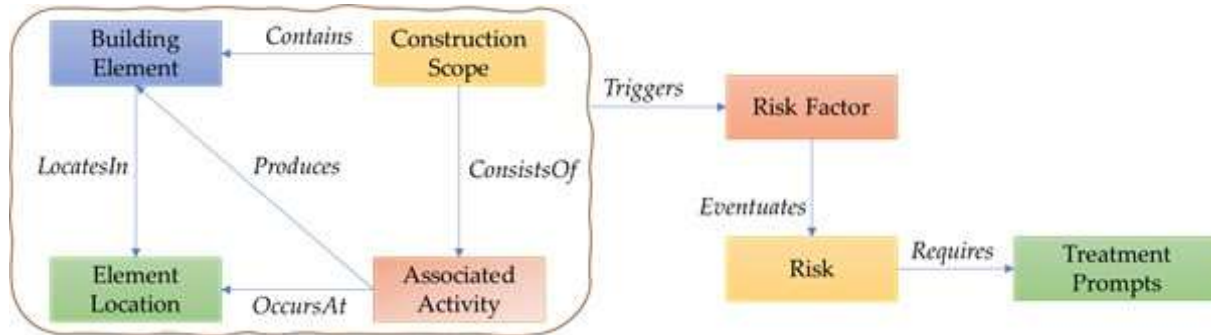 Building
Element
Contains
Construction
Scope
Triggers
Risk Factor
LocatesIn
Produces
ConsistsOf
Eventuates
Element
Location
OccursAt
Associated
Activity
Risk
Requires
Treatment
Prompts